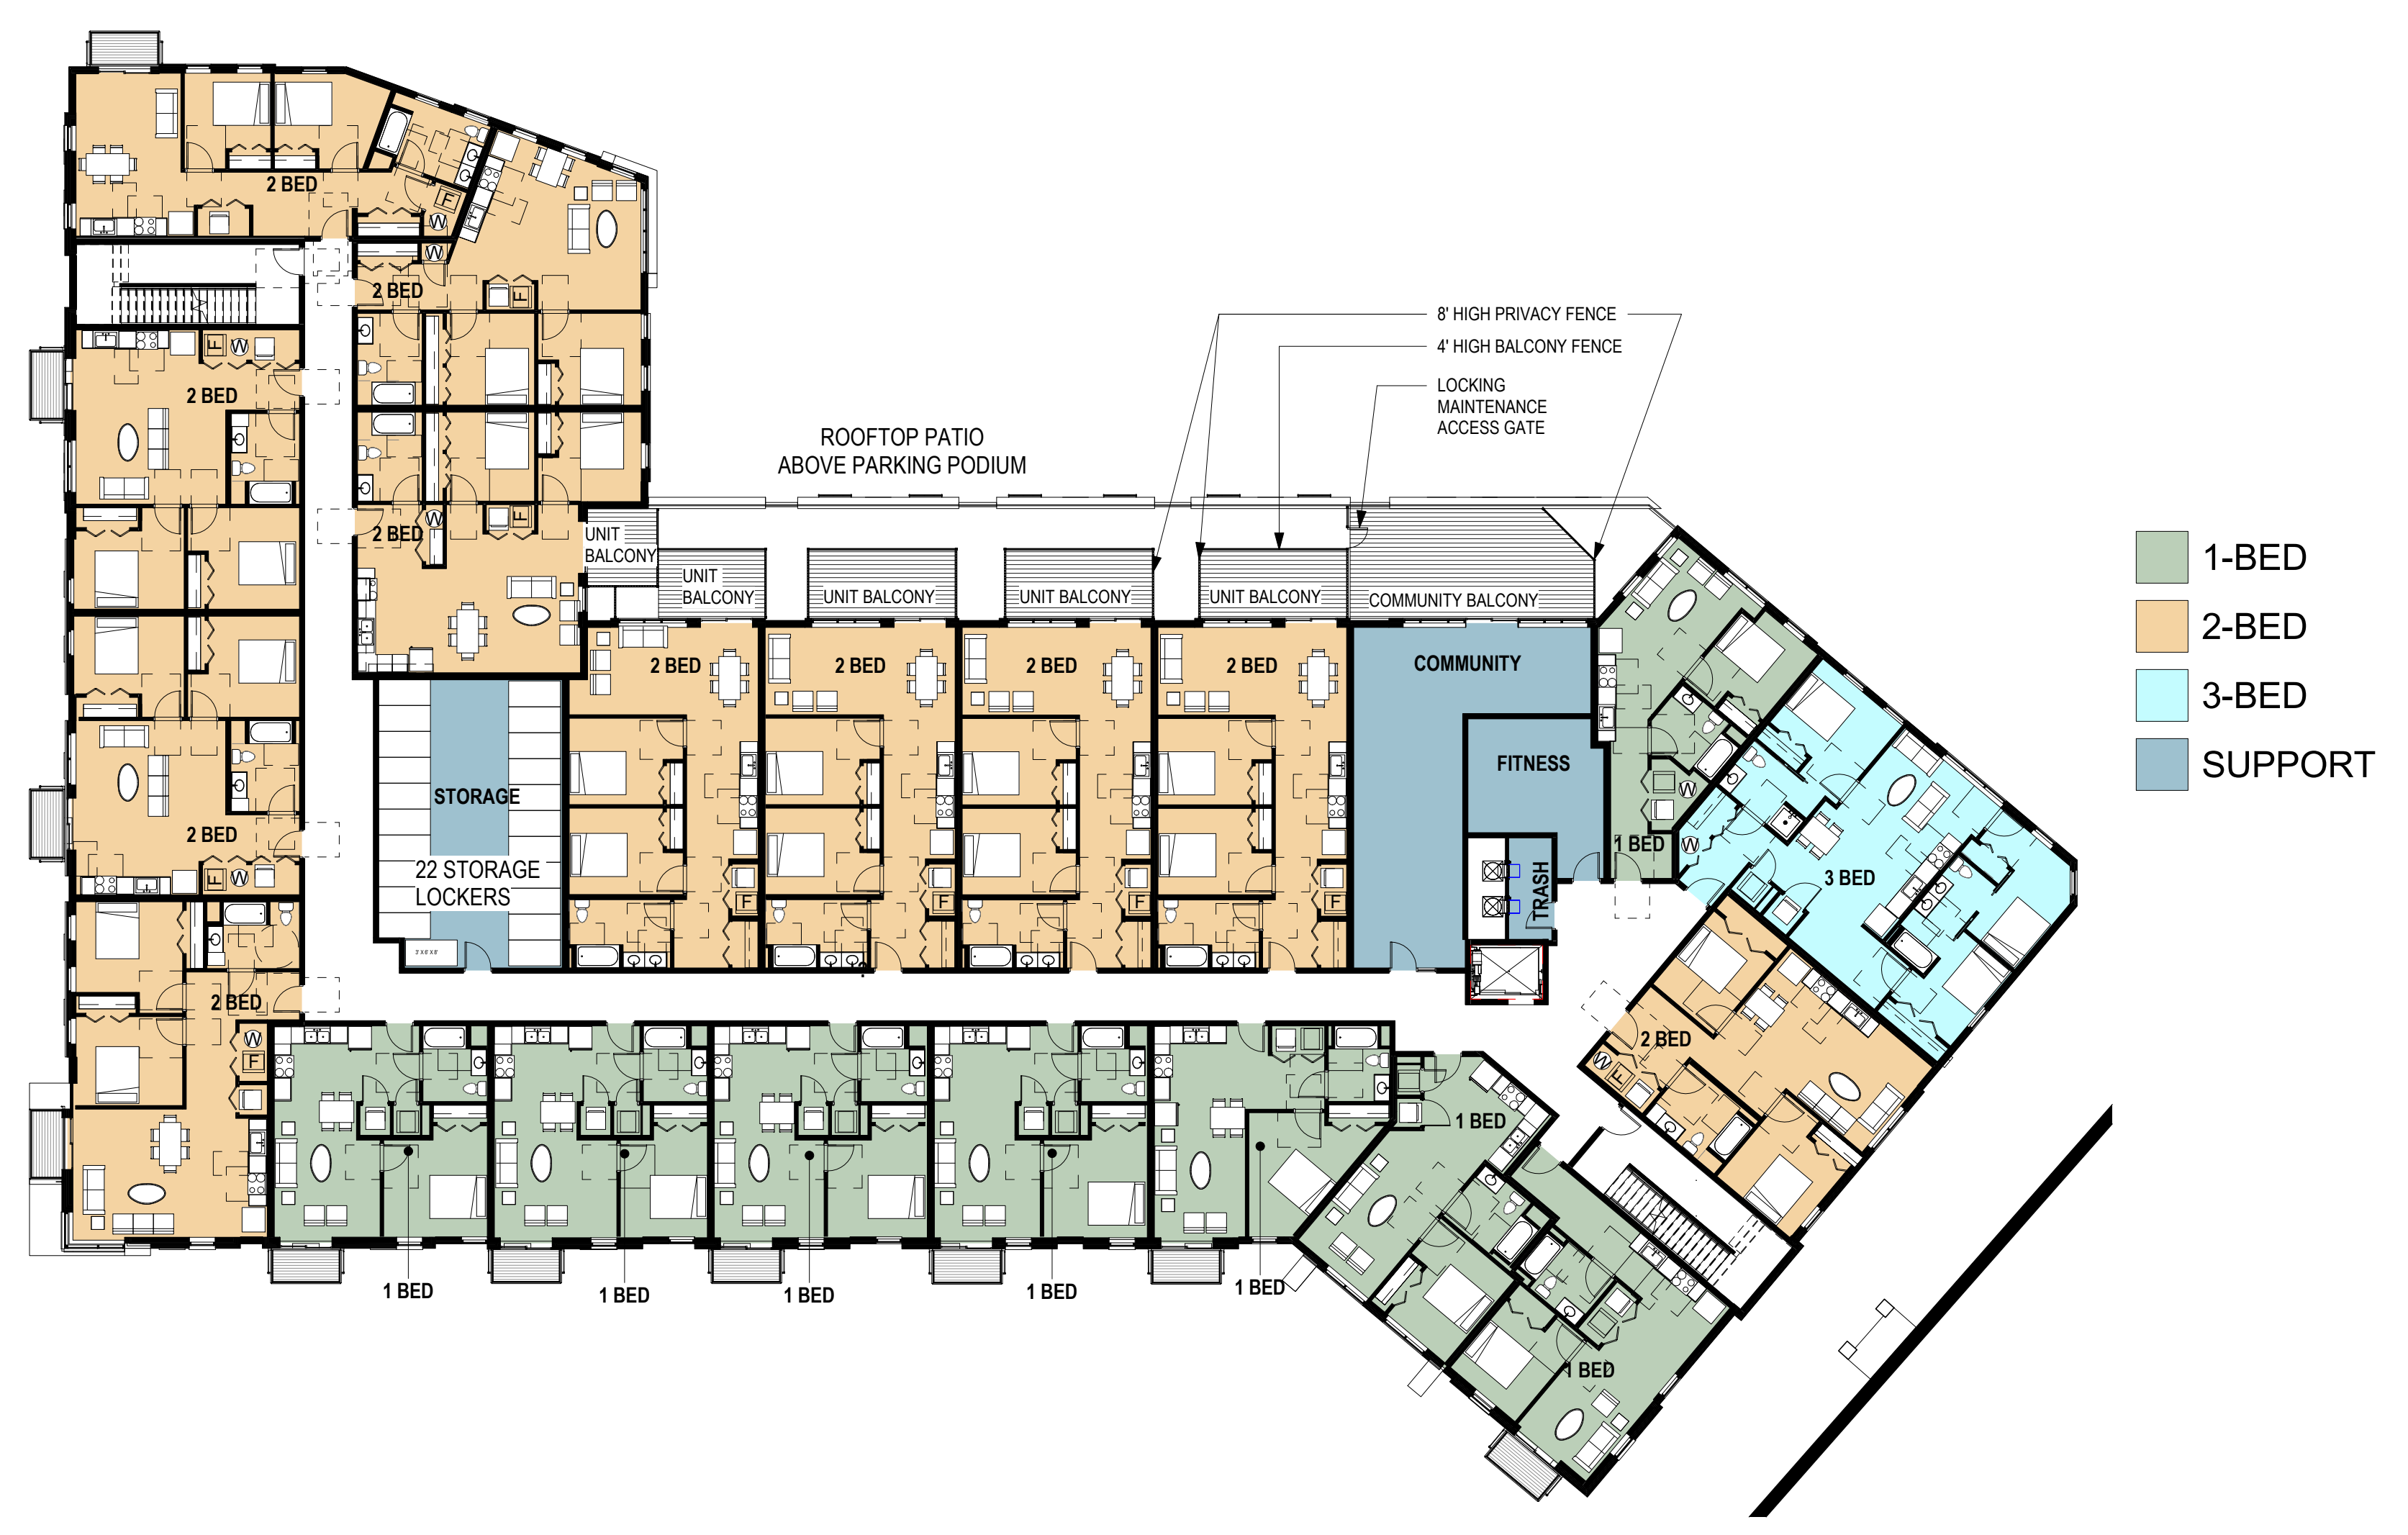 2 BED
F
W
W
2 BED
F
8' HIGH PRIVACY FENCE
4' HIGH BALCONY FENCE
LOCKING
MAINTENANCE
ACCESS GATE
F
W
2 BED
ROOFTOP PATIO
ABOVE PARKING PODIUM
2 BED
W
F
UNIT
BALCONY
UNIT
BALCONY
UNIT BALCONY
UNIT BALCONY
UNIT BALCONY
COMMUNITY BALCONY
1-BED
2-BED
3-BED
SUPPORT
2 BED
2 BED
2 BED
2 BED
COMMUNITY
FITNESS
STORAGE
22 STORAGE
LOCKERS
2 BED
F
W
F
F
F
F
TRASH
W
1 BED
W
3 BED
2 BED
W
F
2 BED
W
F
1 BED
1 BED
1 BED
1 BED
1 BED
1 BED
1 BED